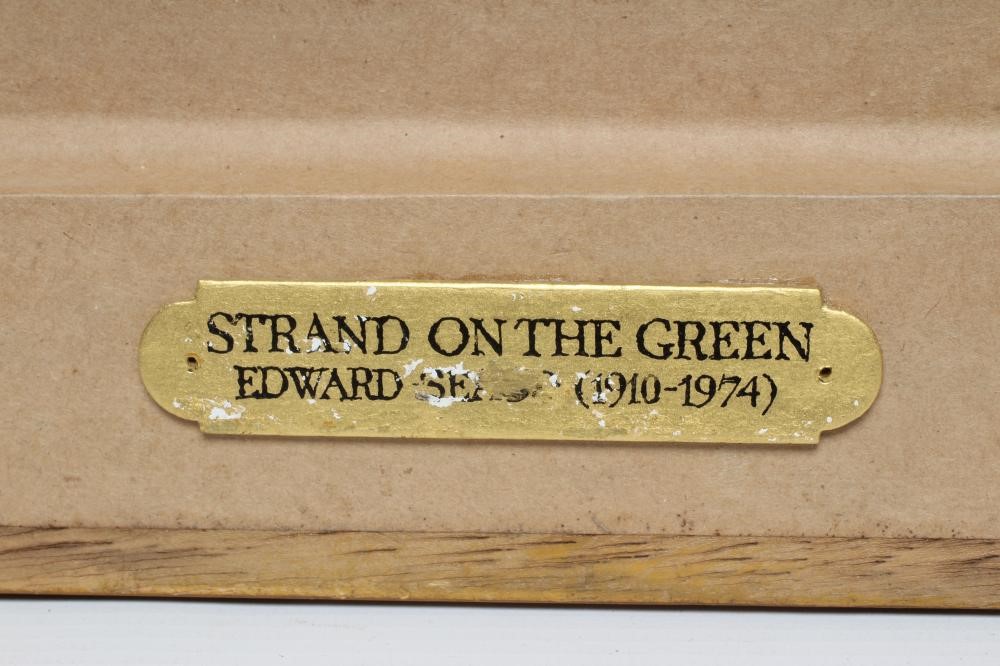 STRAND ON THE GREEN
EDWARD (1910-1974)